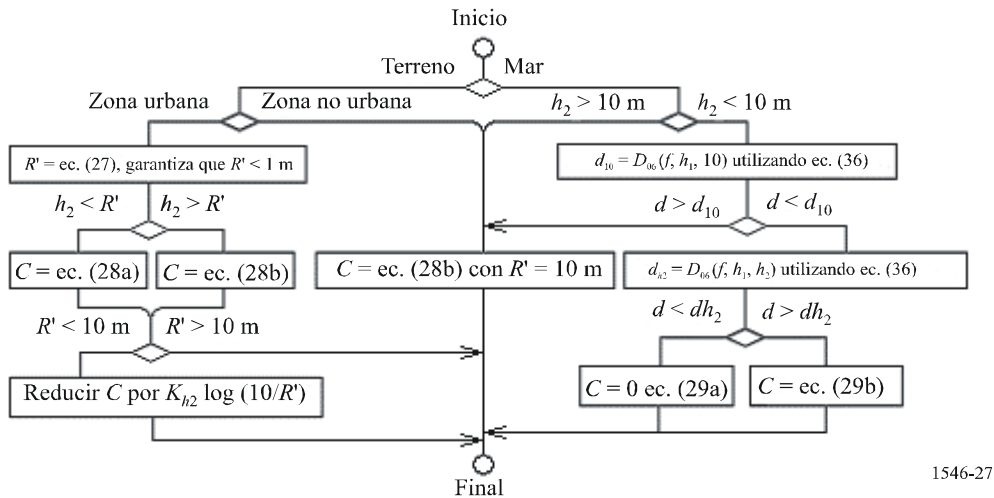 Inicio
Terreno Mar
Zona urbana Zona no urbana h₂ > 10 m h₂ < 10 m
R' = ec. (27), garantiza que R' < 1 m
d₁₀ = D₀₆ (f, h₁, 10) utilizando ec. (36)
h₂ < R' h₂ > R' d > d₁₀ d < d₁₀
C = ec. (28a) C = ec. (28b) C = ec. (28b) con R' = 10 m d_h2 = D₀₆ (f, h₁, h₂) utilizando ec. (36)
R' < 10 m R' > 10 m d < dh₂ d > dh₂
Reducir C por K_h2 log (10/R') C = 0 ec. (29a) C = ec. (29b)
Final
1546-27